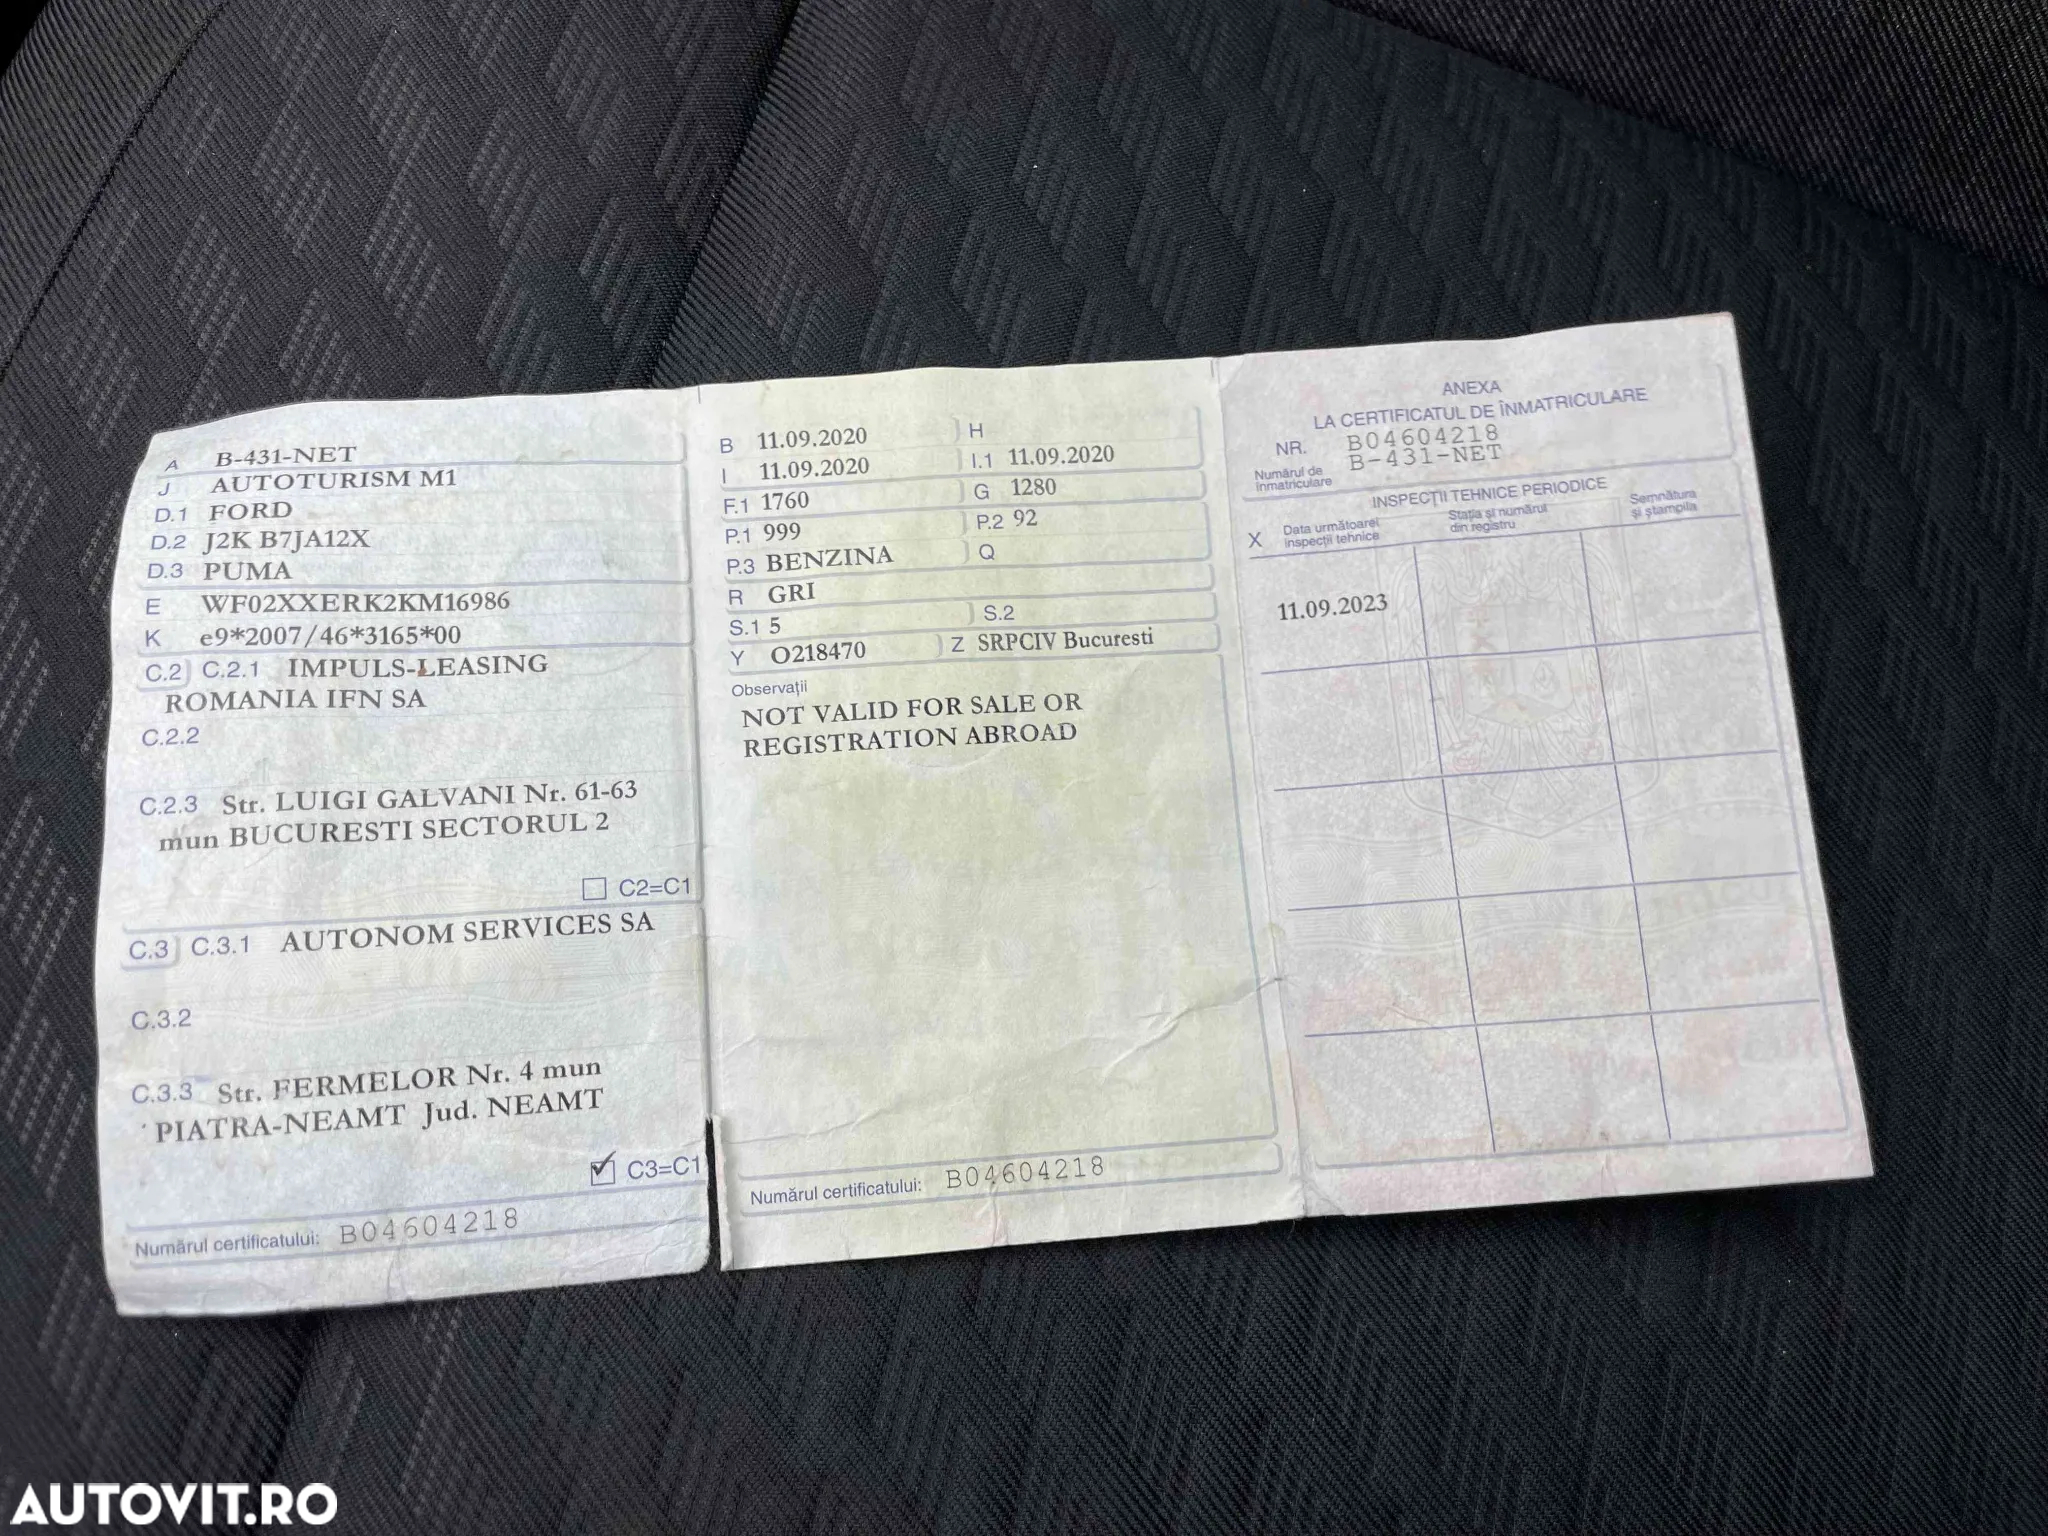 A B-431-NET
J AUTOTURISM M1
D.1 FORD
D.2 J2K B7JA12X
D.3 PUMA
E WF02XXERK2KM16986
K e9*2007/46*3165*00
C.2 C.2.1 IMPULS-LEASING
ROMANIA IFN SA
C.2.2
C.2.3 Str. LUIGI GALVANI Nr. 61-63
mun BUCURESTI SECTORUL 2
C2=C1
C.3 C.3.1 AUTONOM SERVICES SA
C.3.2
C.3.3 Str. FERMELOR Nr. 4 mun
PIATRA-NEAMT Jud. NEAMT
C3=C1
Numărul certificatului: B04604218
B 11.09.2020 H
I 11.09.2020 I.1 11.09.2020
F.1 1760 G 1280
P.1 999 P.2 92
P.3 BENZINA Q
R GRI
S.1 5 S.2
Y O218470 Z SRPCIV Bucuresti
Observații
NOT VALID FOR SALE OR
REGISTRATION ABROAD
Numărul certificatului: B04604218
ANEXA
LA CERTIFICATUL DE ÎNMATRICULARE
NR. B04604218
Numărul de înmatriculare B-431-NET
INSPECȚII TEHNICE PERIODICE
X Data următoarei inspecții tehnice
Stația și numărul din registru
Semnătura și ștampila
11.09.2023
AUTOVIT.RO